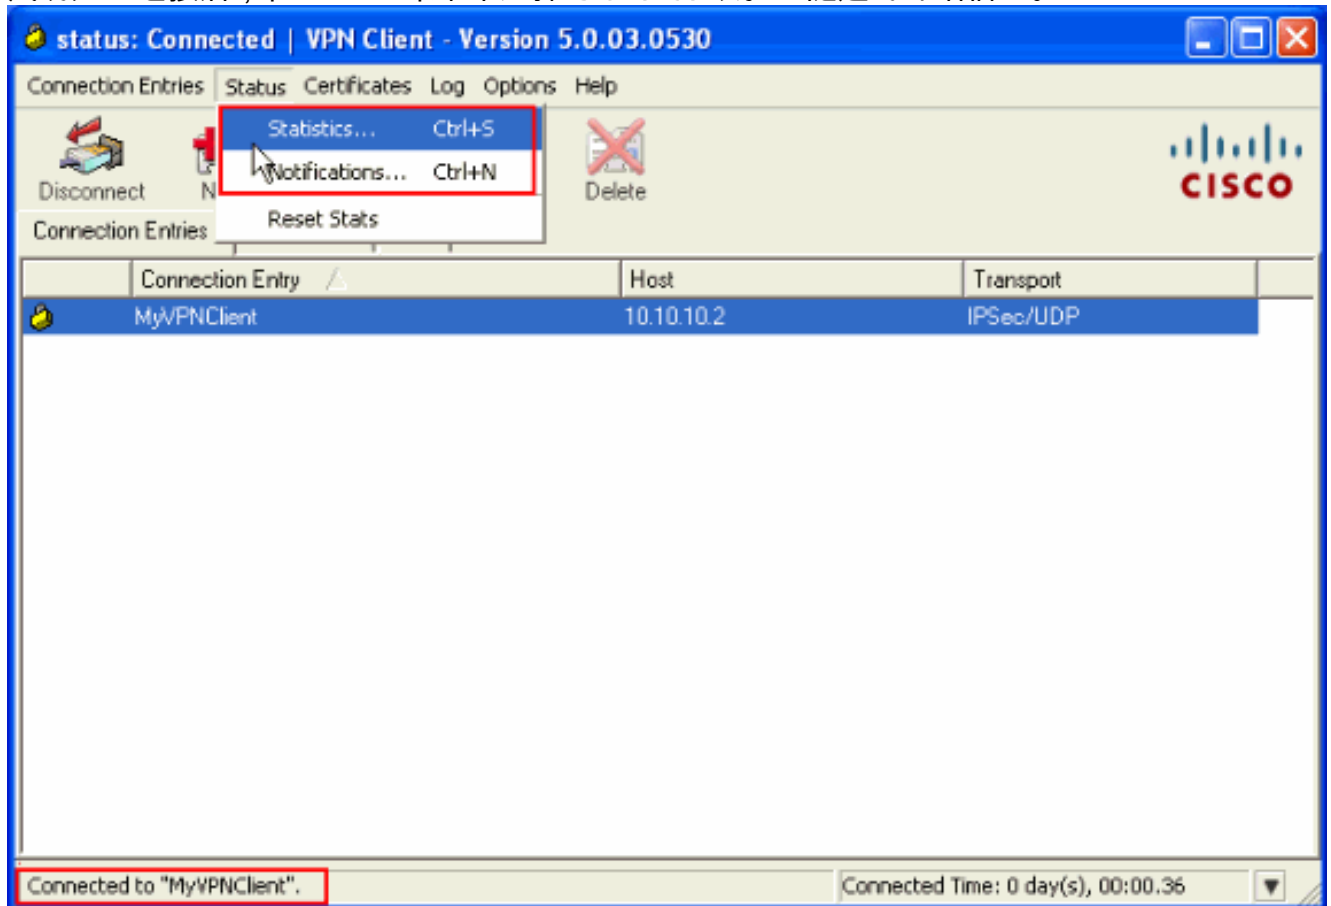 status: Connected | VPN Client - Version 5.0.03.0530
Connection Entries Status Certificates Log Options Help
Statistics... Ctrl+S
Notifications... Ctrl+N
Reset Stats
Disconnect
Delete
CISCO
Connection Entries
Connection Entry Host Transport
MyVPNClient 10.10.10.2 IPSec/UDP
Connected to "MyVPNClient".
Connected Time: 0 day(s), 00:00.36